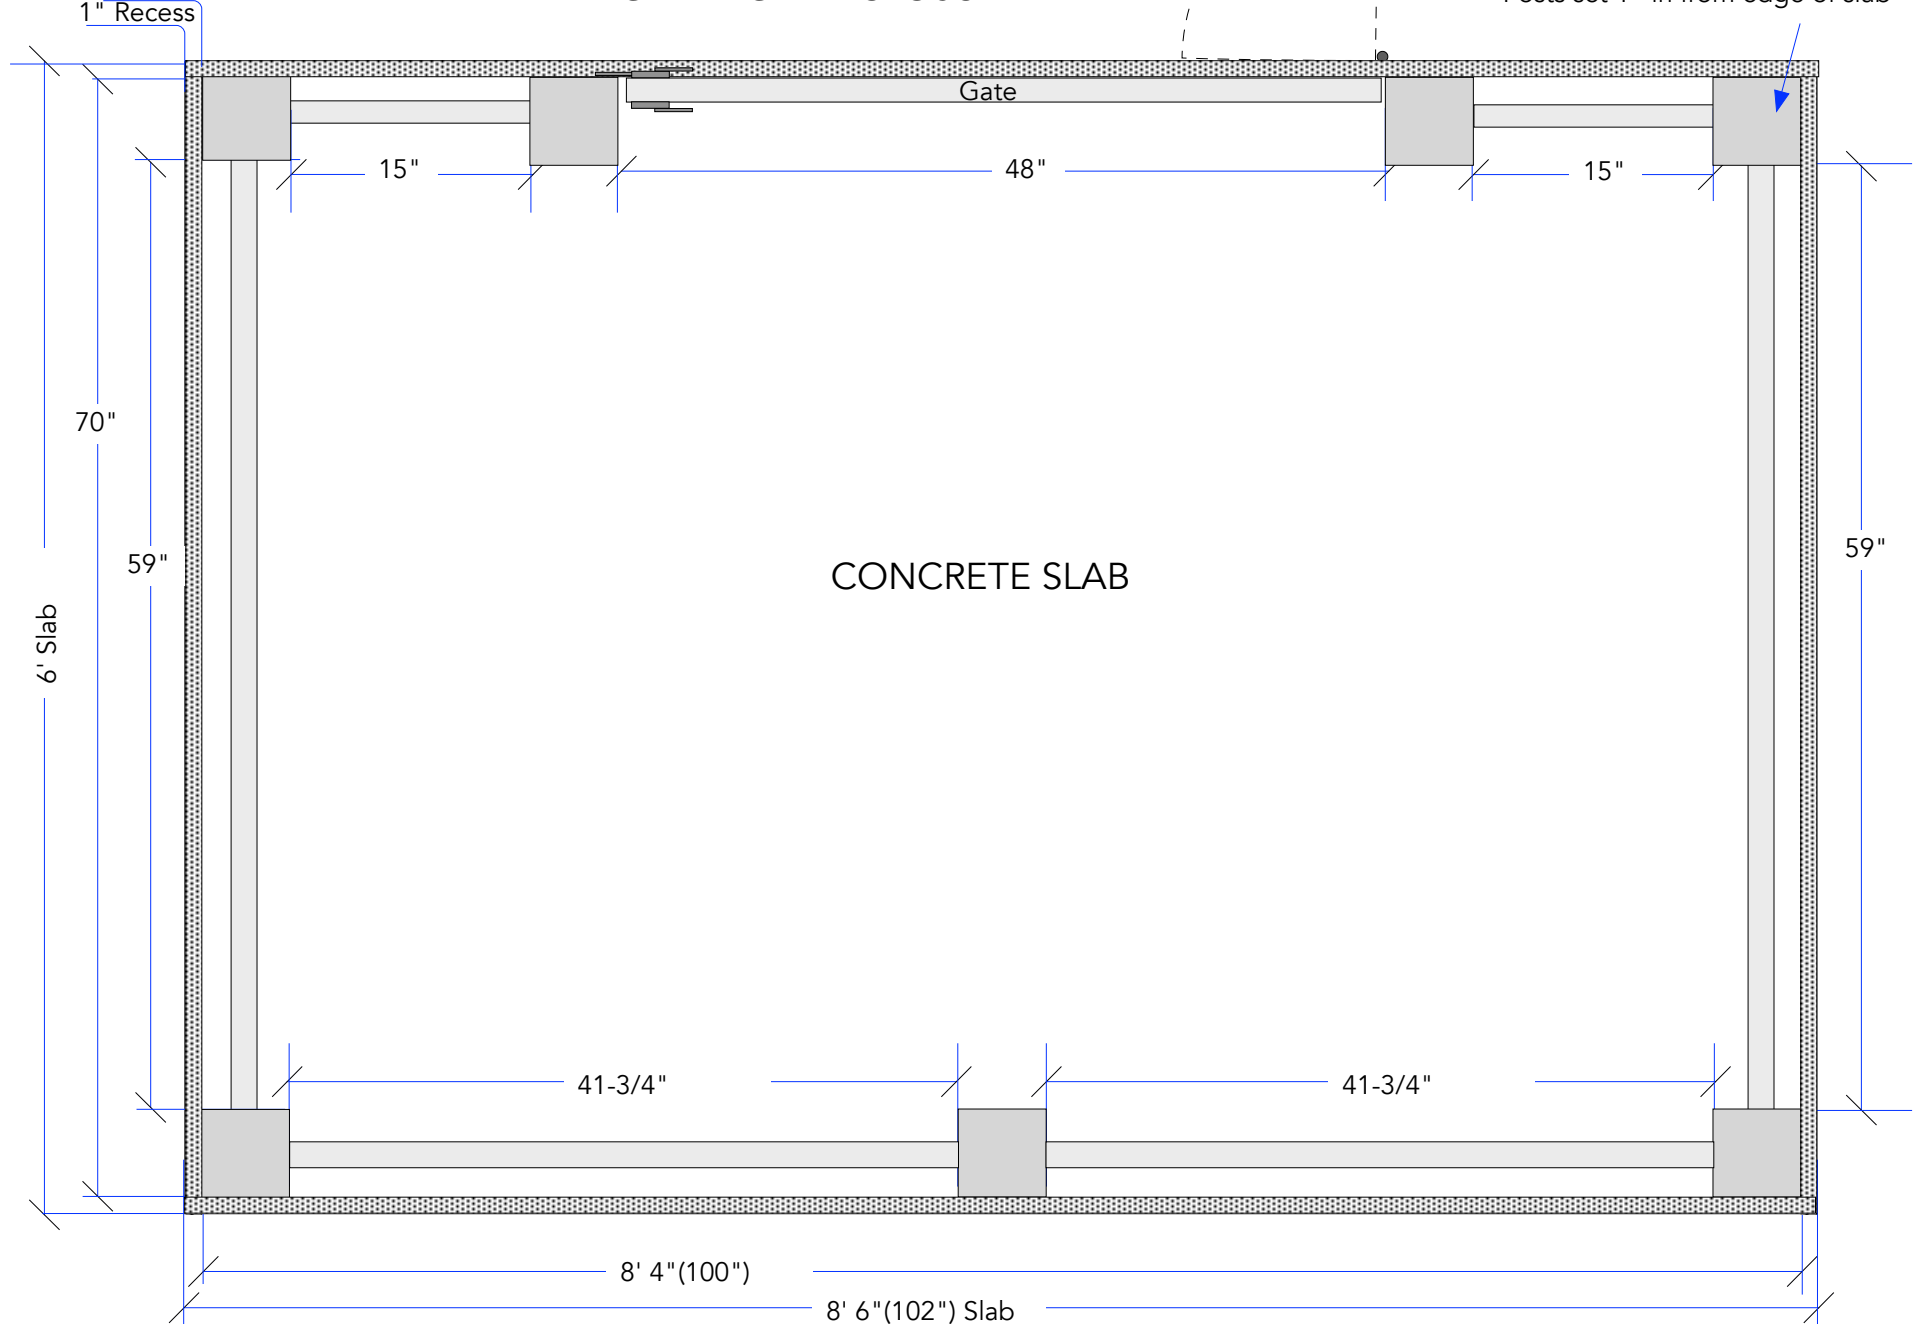 1" Recess
Gate
15"
48"
15"
70"
59"
59"
CONCRETE SLAB
6' Slab
41-3/4"
41-3/4"
8' 4"(100")
8' 6"(102") Slab